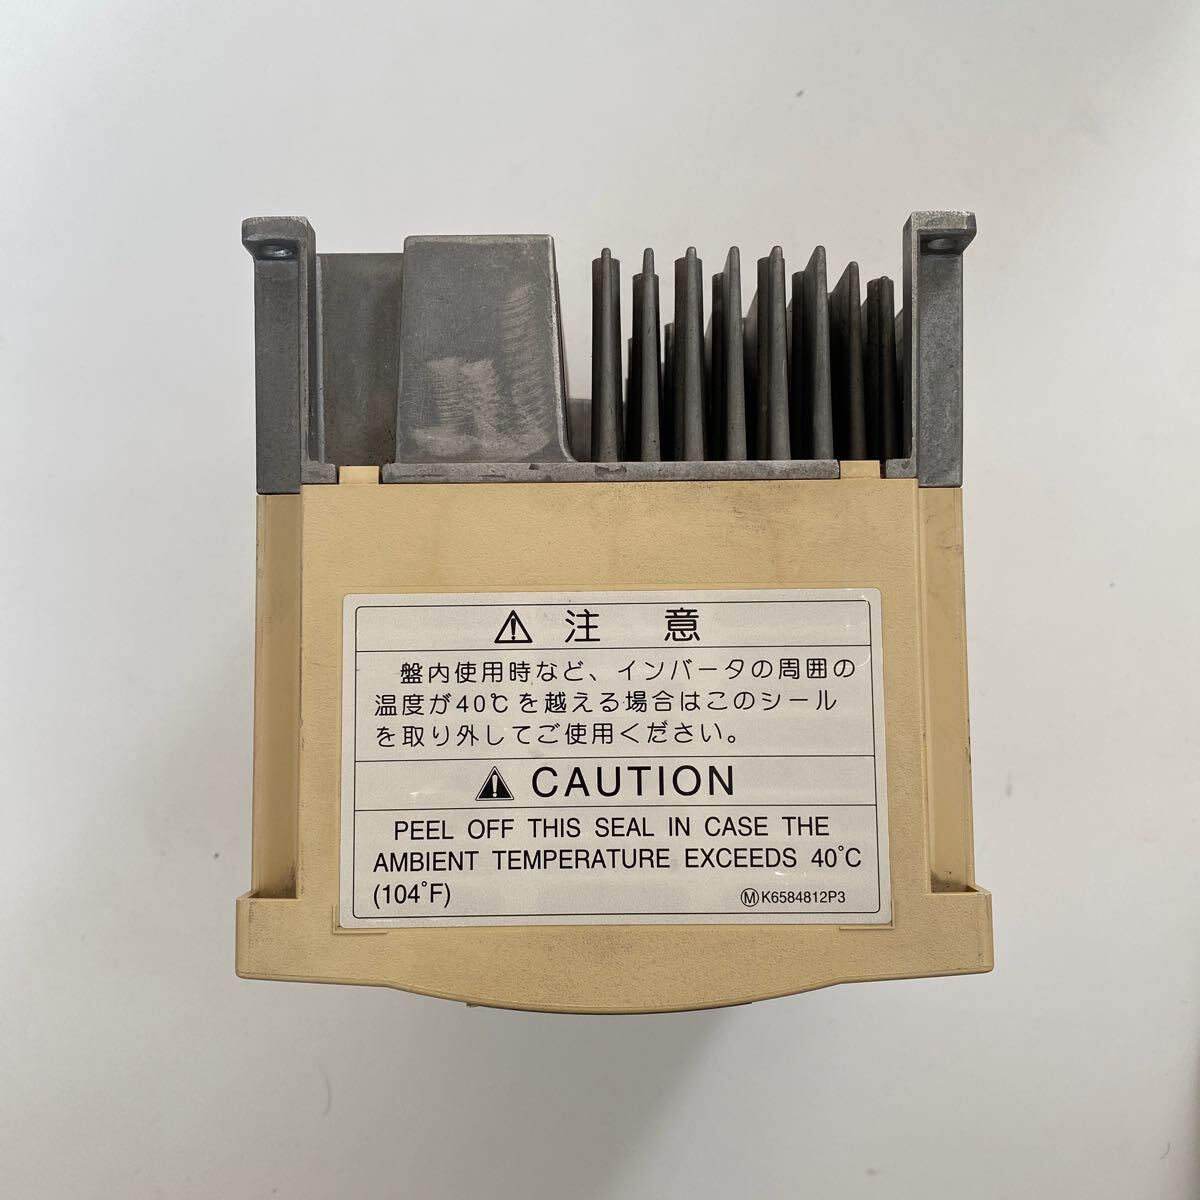 注 意
盤内使用時など、インバータの周囲の
温度が40℃を越える場合はこのシール
を取り外してご使用ください。
CAUTION
PEEL OFF THIS SEAL IN CASE THE
AMBIENT TEMPERATURE EXCEEDS 40°C
(104°F)
Ⓜ K6584812P3